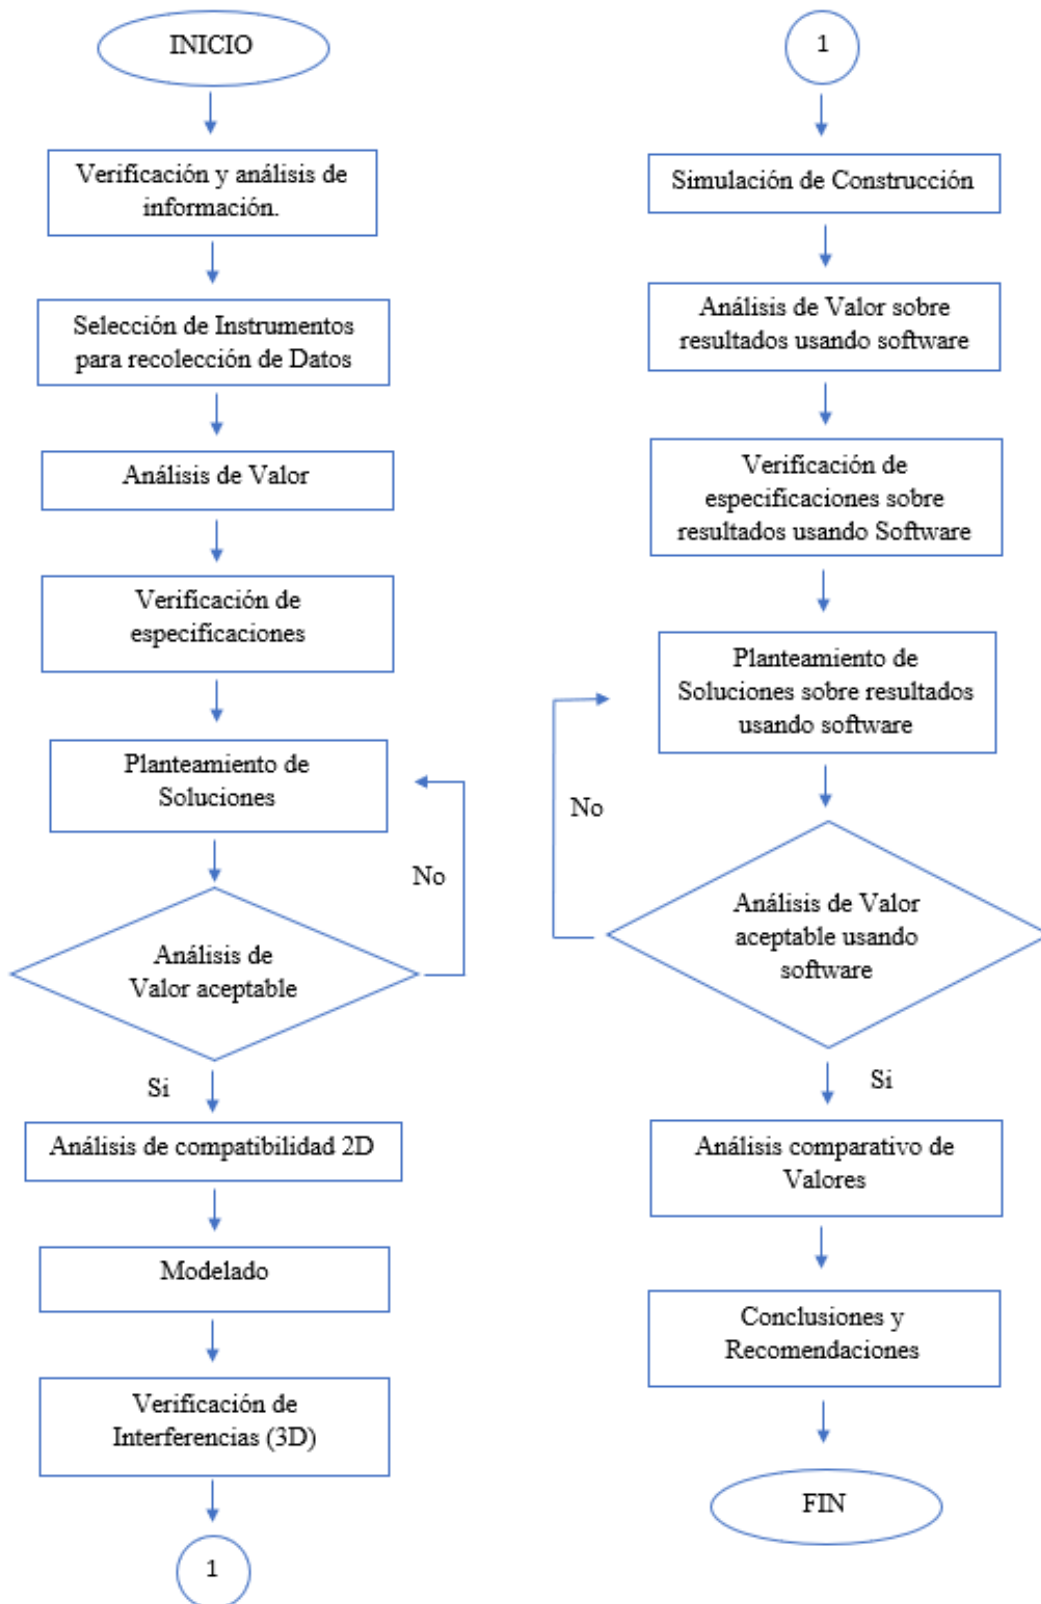 INICIO
Verificación y análisis de
información.
Selección de Instrumentos
para recolección de Datos
Análisis de Valor
Verificación de
especificaciones
Planteamiento de
Soluciones
No
Análisis de
Valor aceptable
Si
Análisis de compatibilidad 2D
Modelado
Verificación de
Interferencias (3D)
1
1
Simulación de Construcción
Análisis de Valor sobre
resultados usando software
Verificación de
especificaciones sobre
resultados usando Software
Planteamiento de
Soluciones sobre resultados
usando software
No
Análisis de Valor
aceptable usando
software
Si
Análisis comparativo de
Valores
Conclusiones y
Recomendaciones
FIN